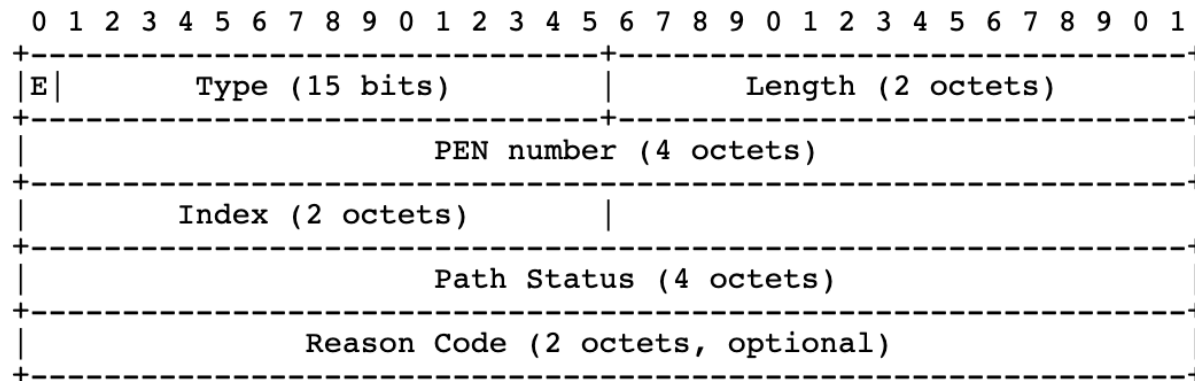 0 1 2 3 4 5 6 7 8 9 0 1 2 3 4 5 6 7 8 9 0 1 2 3 4 5 6 7 8 9 0 1
+-------------------------------+-------------------------------+
|E| Type (15 bits) | Length (2 octets) |
+-------------------------------+-------------------------------+
| PEN number (4 octets) |
+---------------------------------------------------------------+
| Index (2 octets) |
+---------------------------------------------------------------+
| Path Status (4 octets) |
+---------------------------------------------------------------+
| Reason Code (2 octets, optional) |
+---------------------------------------------------------------+